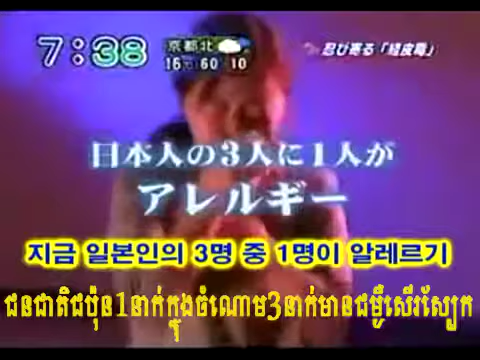 7:38
京都北
16 60 10
忍び寄る「経皮毒」
日本人の3人に1人が
アレルギー
지금 일본인의 3명 중 1명이 알레르기
ជនជាតិជប៉ុន1នាក់ក្នុងចំណោម3នាក់មានជម្ងឺសើរស្បែក